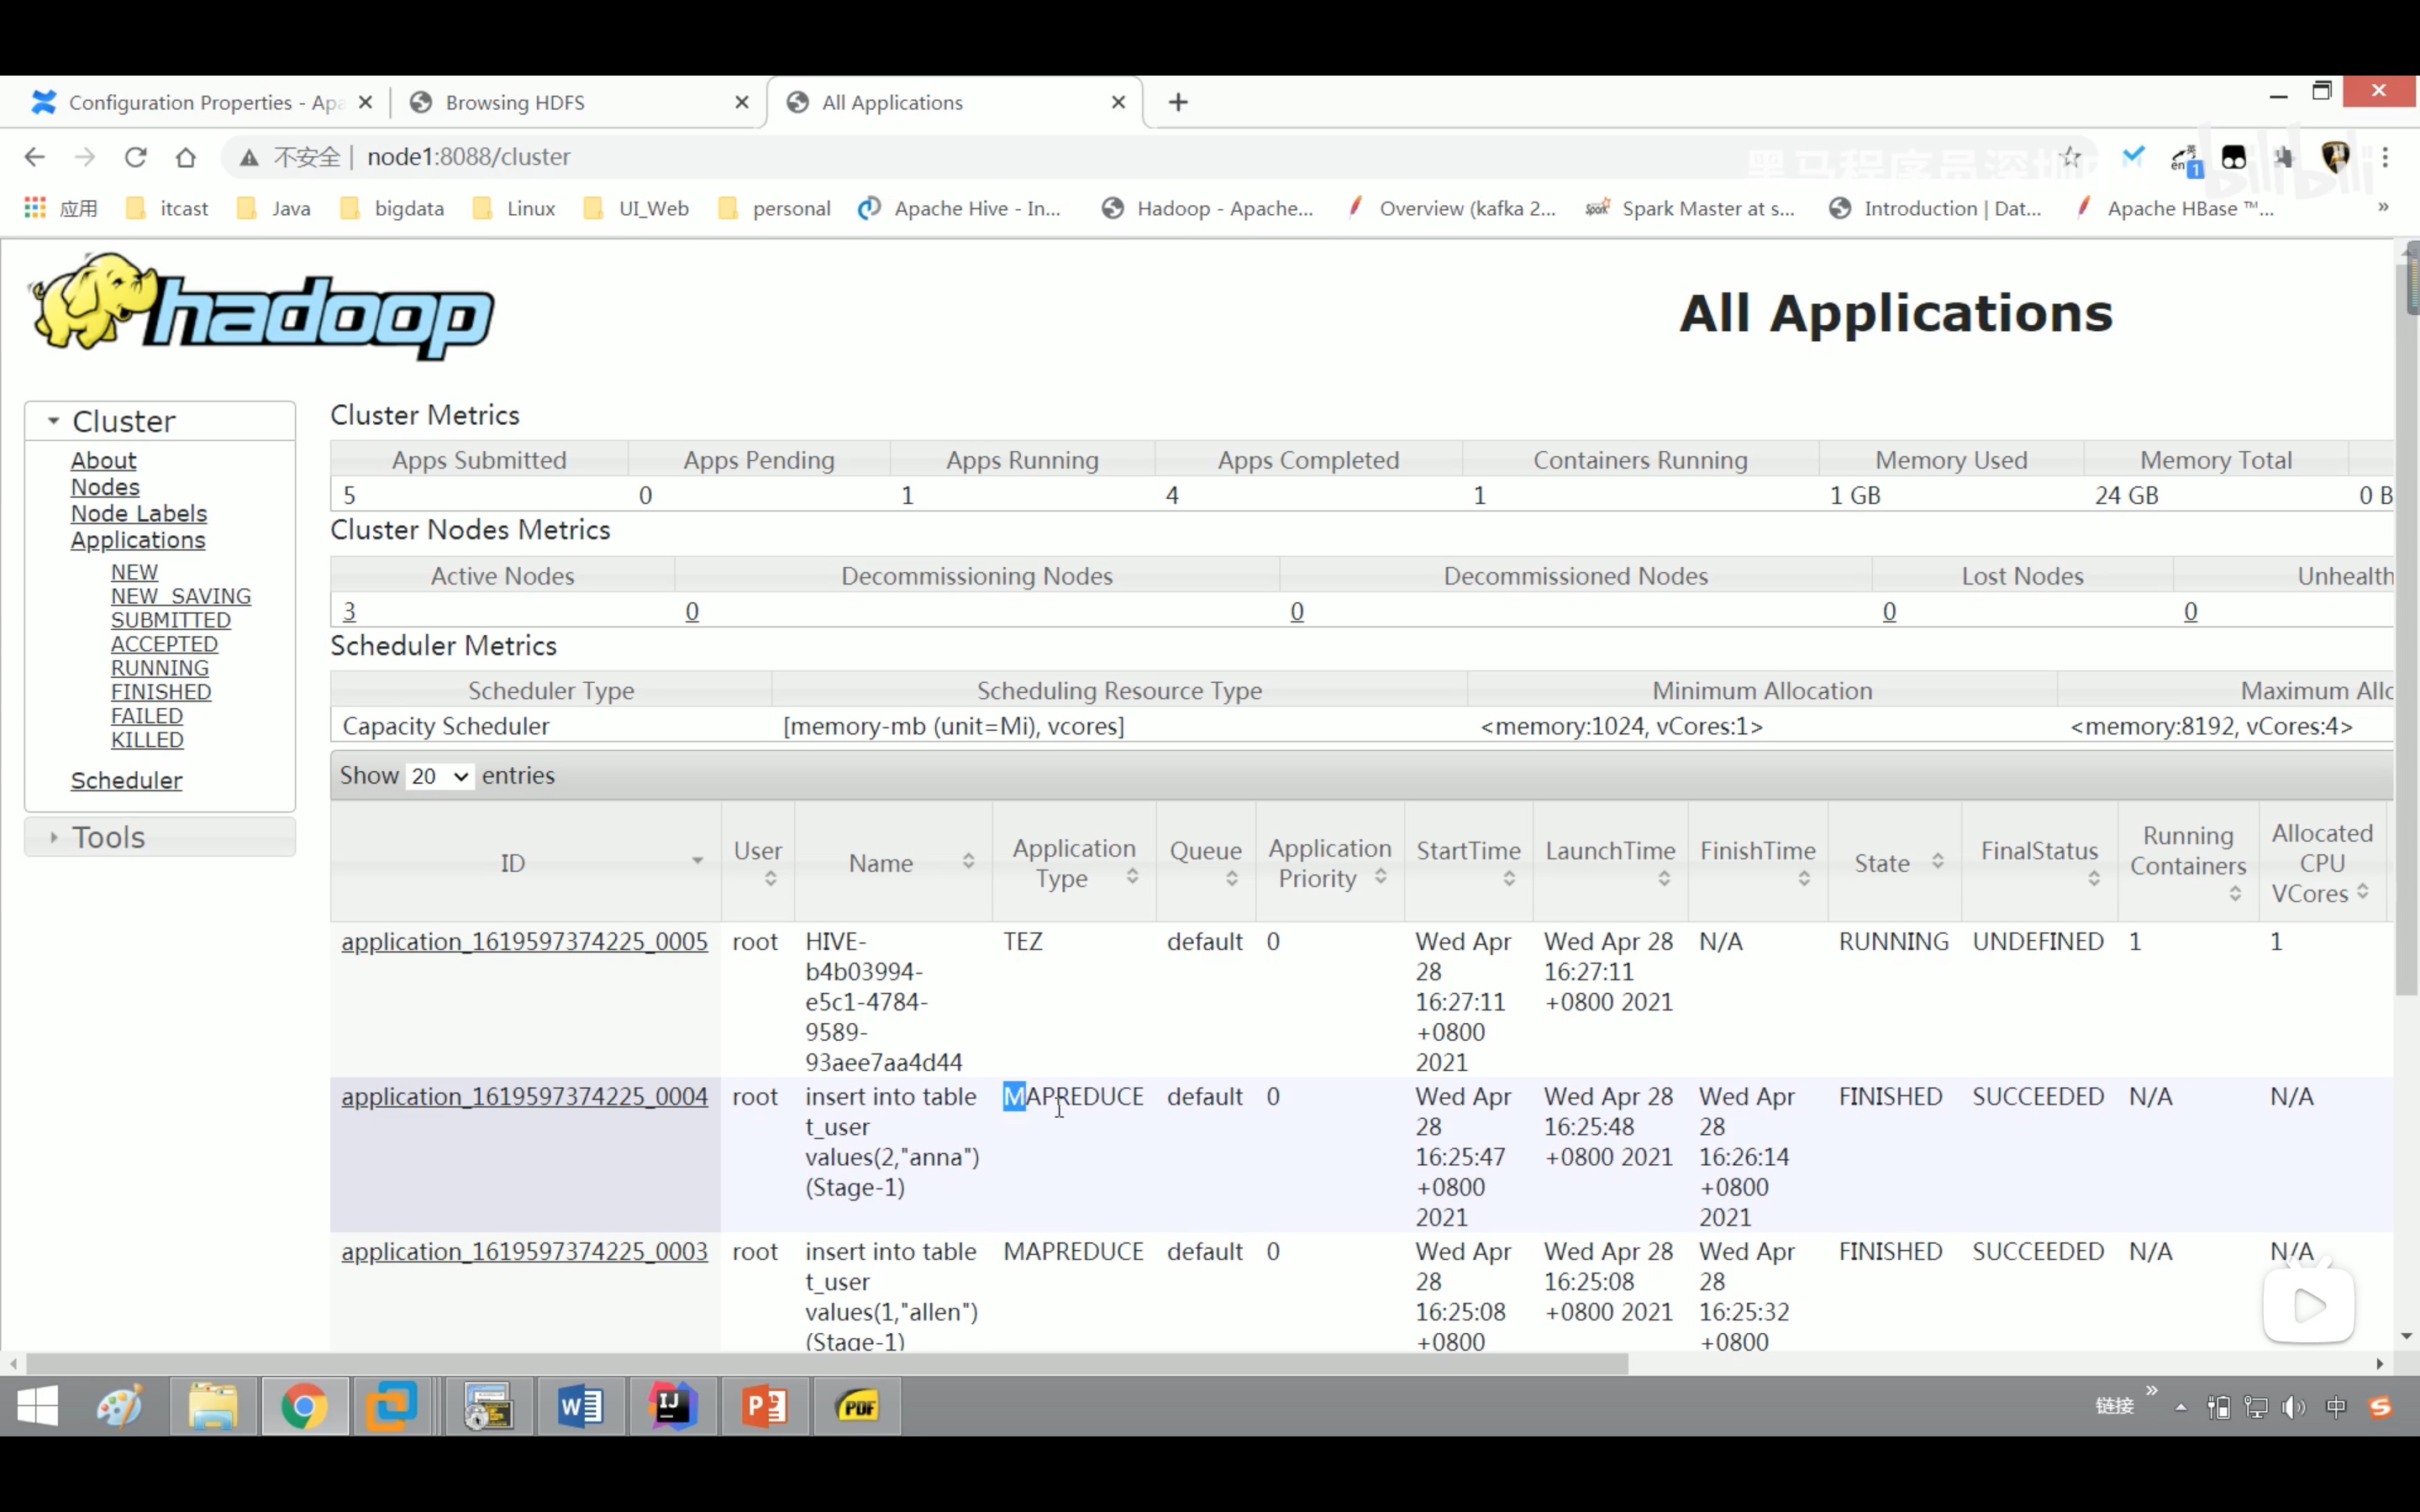 Configuration Properties - Apa
Browsing HDFS
All Applications
不安全 | node1:8088/cluster
黑马程序员深圳
bilibili
应用 itcast Java bigdata Linux UI_Web personal Apache Hive - In... Hadoop - Apache... Overview (kafka 2... Spark Master at s... Introduction | Dat... Apache HBase ™...
hadoop
All Applications
Cluster
About
Nodes
Node Labels
Applications
NEW
NEW_SAVING
SUBMITTED
ACCEPTED
RUNNING
FINISHED
FAILED
KILLED
Scheduler
Tools
Cluster Metrics
Apps Submitted Apps Pending Apps Running Apps Completed Containers Running Memory Used Memory Total
5 0 1 4 1 1 GB 24 GB 0 B
Cluster Nodes Metrics
Active Nodes Decommissioning Nodes Decommissioned Nodes Lost Nodes Unhealth
3 0 0 0 0
Scheduler Metrics
Scheduler Type Scheduling Resource Type Minimum Allocation Maximum Allc
Capacity Scheduler [memory-mb (unit=Mi), vcores] <memory:1024, vCores:1> <memory:8192, vCores:4>
Show 20 entries
ID User Name Application Type Queue Application Priority StartTime LaunchTime FinishTime State FinalStatus Running Containers Allocated CPU VCores
application_1619597374225_0005 root HIVE- TEZ default 0 Wed Apr Wed Apr 28 N/A RUNNING UNDEFINED 1 1
b4b03994- 28 16:27:11
e5c1-4784- 16:27:11 +0800 2021
9589- +0800
93aee7aa4d44 2021
application_1619597374225_0004 root insert into table MAPREDUCE default 0 Wed Apr Wed Apr 28 Wed Apr FINISHED SUCCEEDED N/A N/A
t_user 28 16:25:48 28
values(2,"anna") 16:25:47 +0800 2021 16:26:14
(Stage-1) +0800 +0800
2021 2021
application_1619597374225_0003 root insert into table MAPREDUCE default 0 Wed Apr Wed Apr 28 Wed Apr FINISHED SUCCEEDED N/A N/A
t_user 28 16:25:08 28
values(1,"allen") 16:25:08 +0800 2021 16:25:32
(Stage-1) +0800 +0800
链接 中